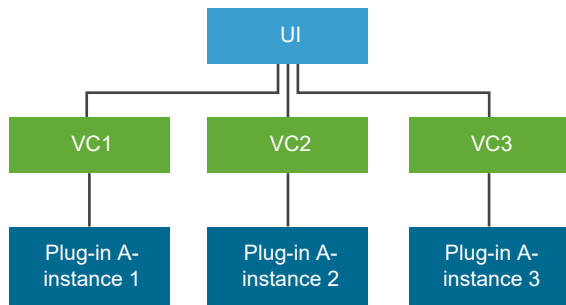 UI
VC1
VC2
VC3
Plug-in A-
instance 1
Plug-in A-
instance 2
Plug-in A-
instance 3